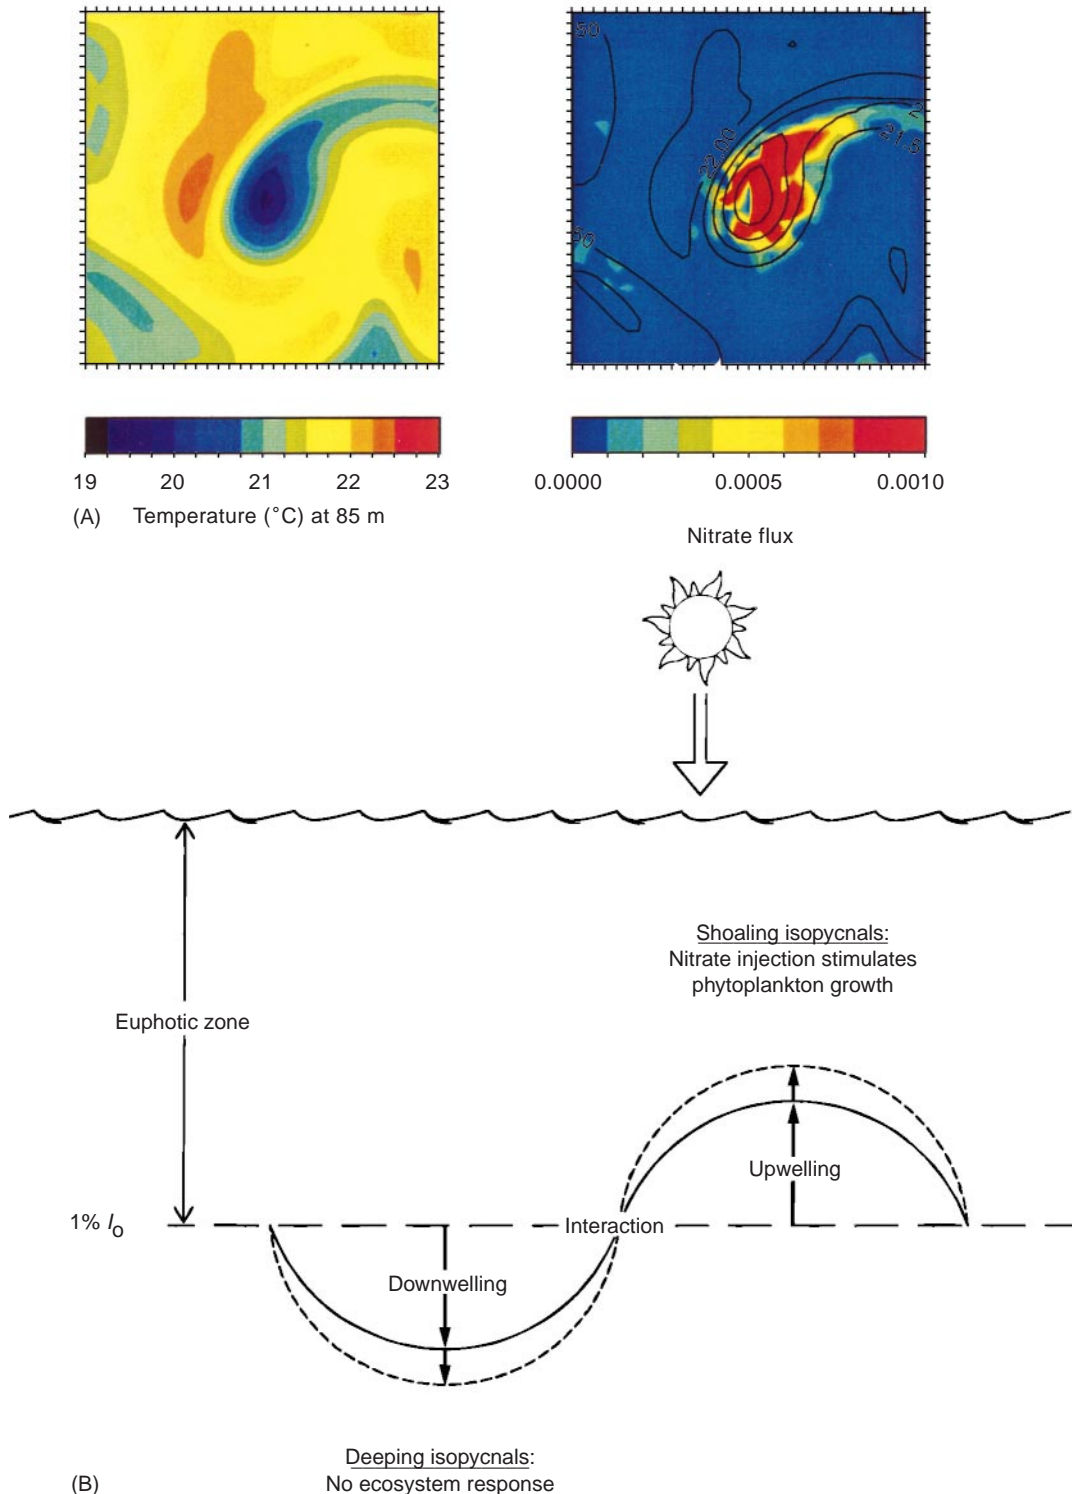 50
22.00
2
21.5
50
19 20 21 22 23
0.0000 0.0005 0.0010
(A) Temperature (°C) at 85 m
Nitrate flux
Shoaling isopycnals:
Nitrate injection stimulates
phytoplankton growth
Euphotic zone
Upwelling
1% Io
Interaction
Downwelling
Deeping isopycnals:
(B) No ecosystem response